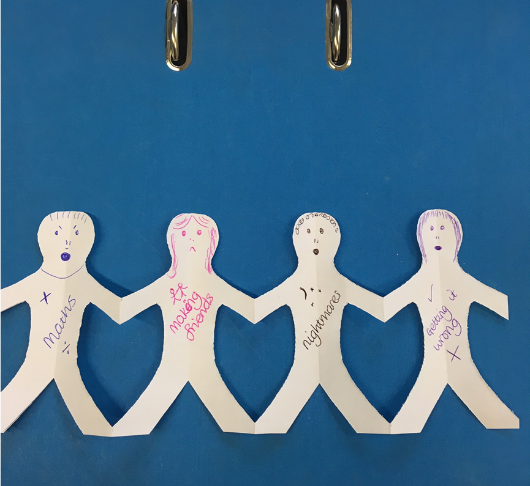 maths
making
friends
nightmares
getting it
wrong